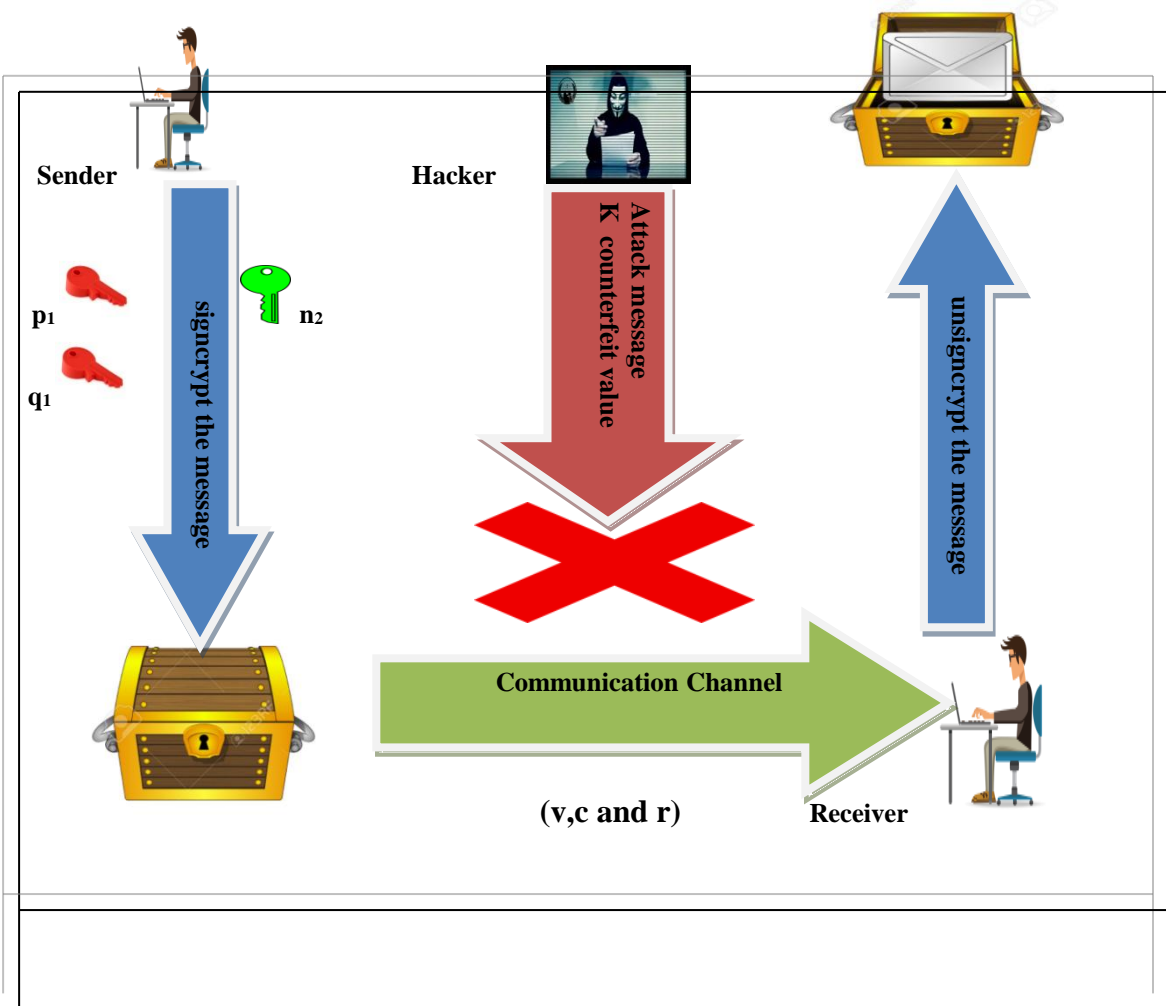 Sender
Hacker
p1
n2
q1
signcrypt the message
Attack message
K counterfeit value
unsigncrypt the message
Communication Channel
(v,c and r)
Receiver